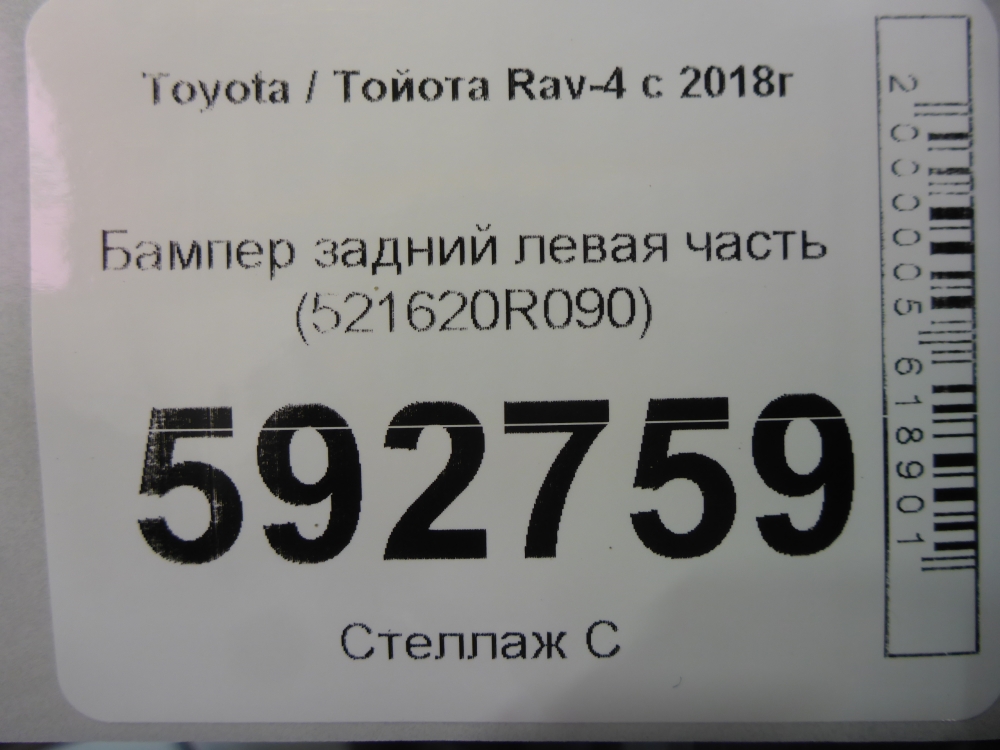 Toyota / Тойота Rav-4 с 2018г
Бампер задний левая часть
(521620R090)
592759
Стеллаж С
2000005618901